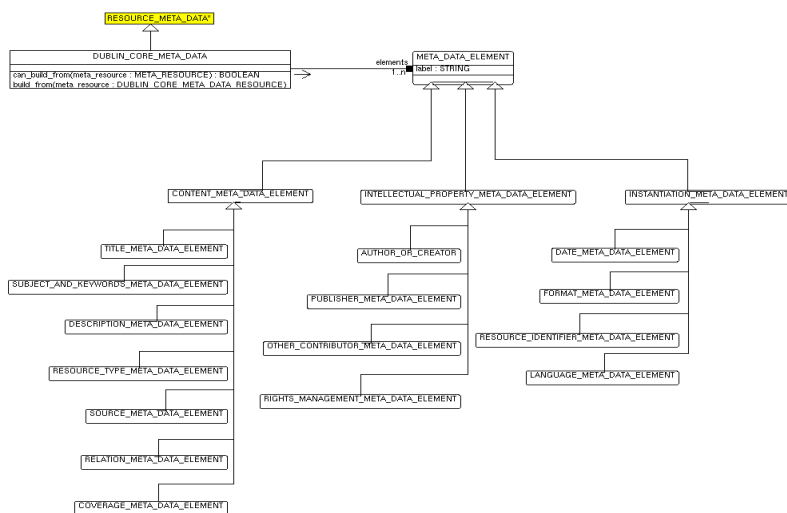 RESOURCE_META_DATA*
DUBLIN_CORE_META_DATA
can_build_from(meta_resource : META_RESOURCE) : BOOLEAN
build_from(meta_resource : DUBLIN_CORE_META_DATA_RESOURCE)
elements
1..n
META_DATA_ELEMENT
label : STRING
CONTENT_META_DATA_ELEMENT
INTELLECTUAL_PROPERTY_META_DATA_ELEMENT
INSTANTIATION_META_DATA_ELEMENT
TITLE_META_DATA_ELEMENT
SUBJECT_AND_KEYWORDS_META_DATA_ELEMENT
DESCRIPTION_META_DATA_ELEMENT
RESOURCE_TYPE_META_DATA_ELEMENT
SOURCE_META_DATA_ELEMENT
RELATION_META_DATA_ELEMENT
COVERAGE_META_DATA_ELEMENT
AUTHOR_OR_CREATOR
PUBLISHER_META_DATA_ELEMENT
OTHER_CONTRIBUTOR_META_DATA_ELEMENT
RIGHTS_MANAGEMENT_META_DATA_ELEMENT
DATE_META_DATA_ELEMENT
FORMAT_META_DATA_ELEMENT
RESOURCE_IDENTIFIER_META_DATA_ELEMENT
LANGUAGE_META_DATA_ELEMENT